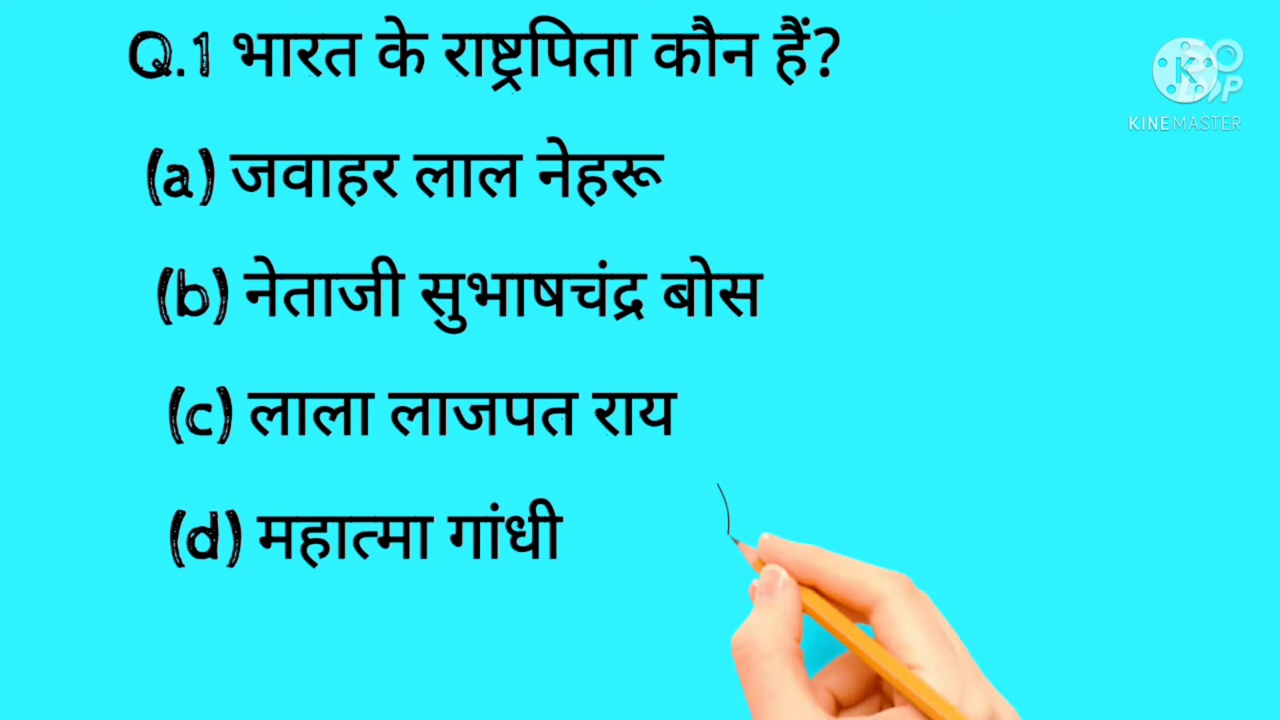 Q.1 भारत के राष्ट्रपिता कौन हैं?
(a) जवाहर लाल नेहरू
(b) नेताजी सुभाषचंद्र बोस
(c) लाला लाजपत राय
(d) महात्मा गांधी
K
KINEMASTER